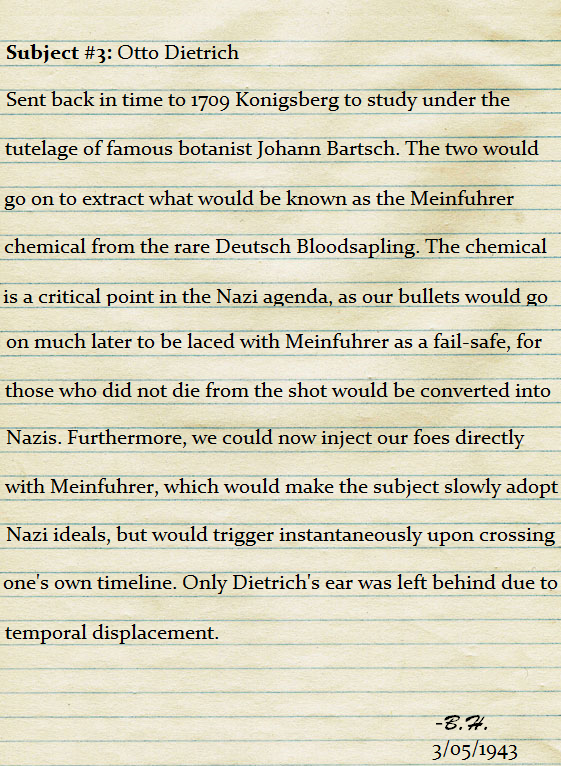 Subject #3: Otto Dietrich
Sent back in time to 1709 Konigsberg to study under the
tutelage of famous botanist Johann Bartsch. The two would
go on to extract what would be known as the Meinfuhrer
chemical from the rare Deutsch Bloodsapling. The chemical
is a critical point in the Nazi agenda, as our bullets would go
on much later to be laced with Meinfuhrer as a fail-safe, for
those who did not die from the shot would be converted into
Nazis. Furthermore, we could now inject our foes directly
with Meinfuhrer, which would make the subject slowly adopt
Nazi ideals, but would trigger instantaneously upon crossing
one's own timeline. Only Dietrich's ear was left behind due to
temporal displacement.
-B.H.
3/05/1943